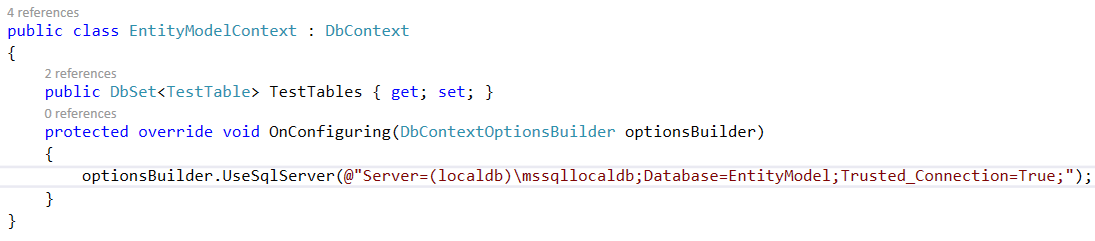 4 references
public class EntityModelContext : DbContext
{
2 references
public DbSet<TestTable> TestTables { get; set; }
0 references
protected override void OnConfiguring(DbContextOptionsBuilder optionsBuilder)
{
optionsBuilder.UseSqlServer(@"Server=(localdb)\mssqllocaldb;Database=EntityModel;Trusted_Connection=True;");
}
}